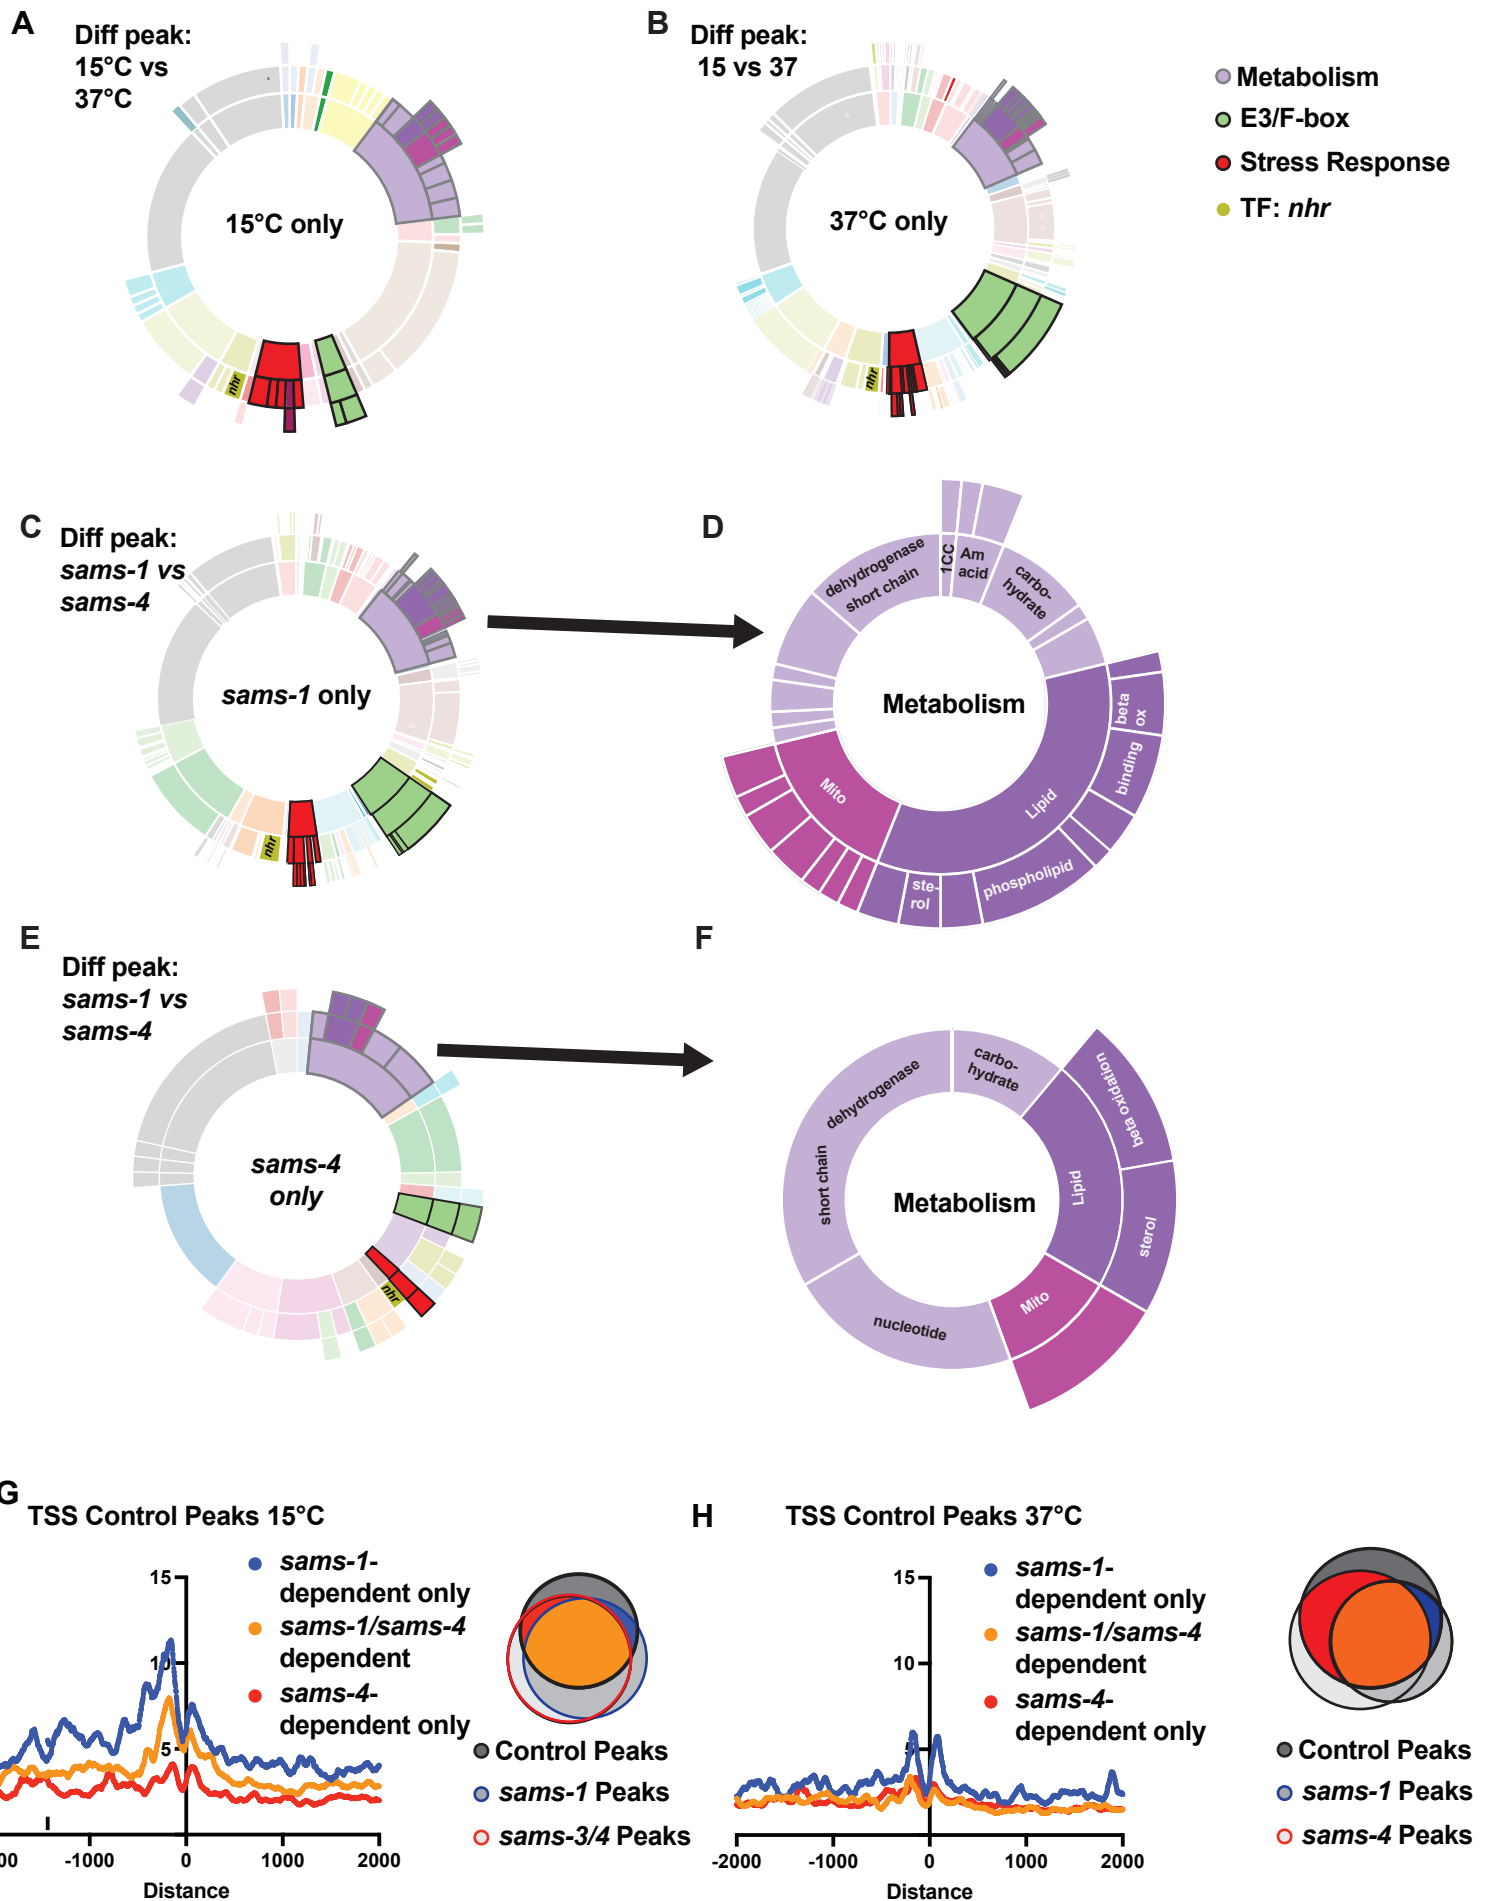 A
Diff peak:
15°C vs
37°C
15°C only
nhr
B
Diff peak:
15 vs 37
37°C only
nhr
Metabolism
E3/F-box
Stress Response
TF: nhr
C
Diff peak:
sams-1 vs
sams-4
sams-1 only
nhr
D
dehydrogenase
short chain
1CC
Am
acid
carbo-
hydrate
beta
ox
binding
Lipid
phospholipid
ste-
rol
Mito
Metabolism
E
Diff peak:
sams-1 vs
sams-4
sams-4
only
nhr
F
carbo-
hydrate
dehydrogenase
short chain
beta oxidation
Lipid
sterol
Mito
nucleotide
Metabolism
G
TSS Control Peaks 15°C
15
10
5
sams-1-
dependent only
sams-1/sams-4
dependent
sams-4-
dependent only
Control Peaks
sams-1 Peaks
sams-3/4 Peaks
00
-1000
0
1000
2000
Distance
H
TSS Control Peaks 37°C
15
10
5
sams-1-
dependent only
sams-1/sams-4
dependent
sams-4-
dependent only
Control Peaks
sams-1 Peaks
sams-4 Peaks
-2000
-1000
0
1000
2000
Distance